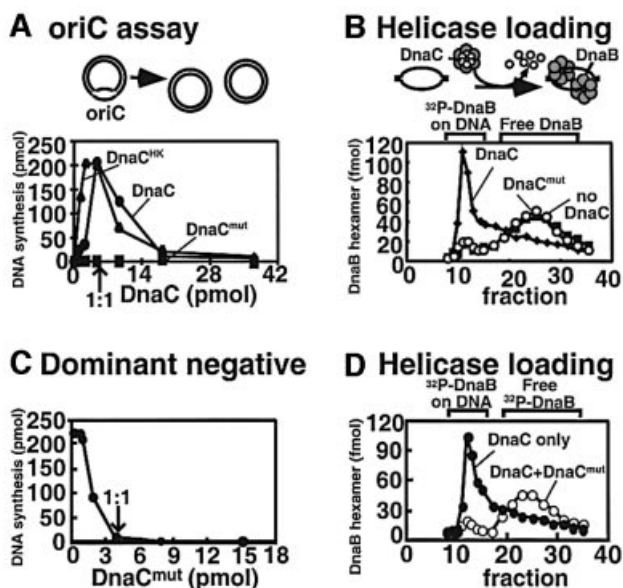 A oriC assay
oriC
DNA synthesis (pmol)
250
200
150
100
50
0
DnaC^HK
DnaC
DnaC^mut
0 14 28 42
1:1
DnaC (pmol)
B Helicase loading
DnaC
DnaB
32P-DnaB
on DNA
Free DnaB
DnaB hexamer (fmol)
120
100
80
60
40
20
0
DnaC
DnaC^mut
no
DnaC
0 10 20 30 40
fraction
C Dominant negative
DNA synthesis (pmol)
250
200
150
100
50
0
1:1
0 3 6 9 12 15 18
DnaC^mut (pmol)
D Helicase loading
32P-DnaB
on DNA
Free
32P-DnaB
DnaB hexamer (fmol)
120
90
60
30
0
DnaC only
DnaC+DnaC^mut
0 10 20 30 40
fraction